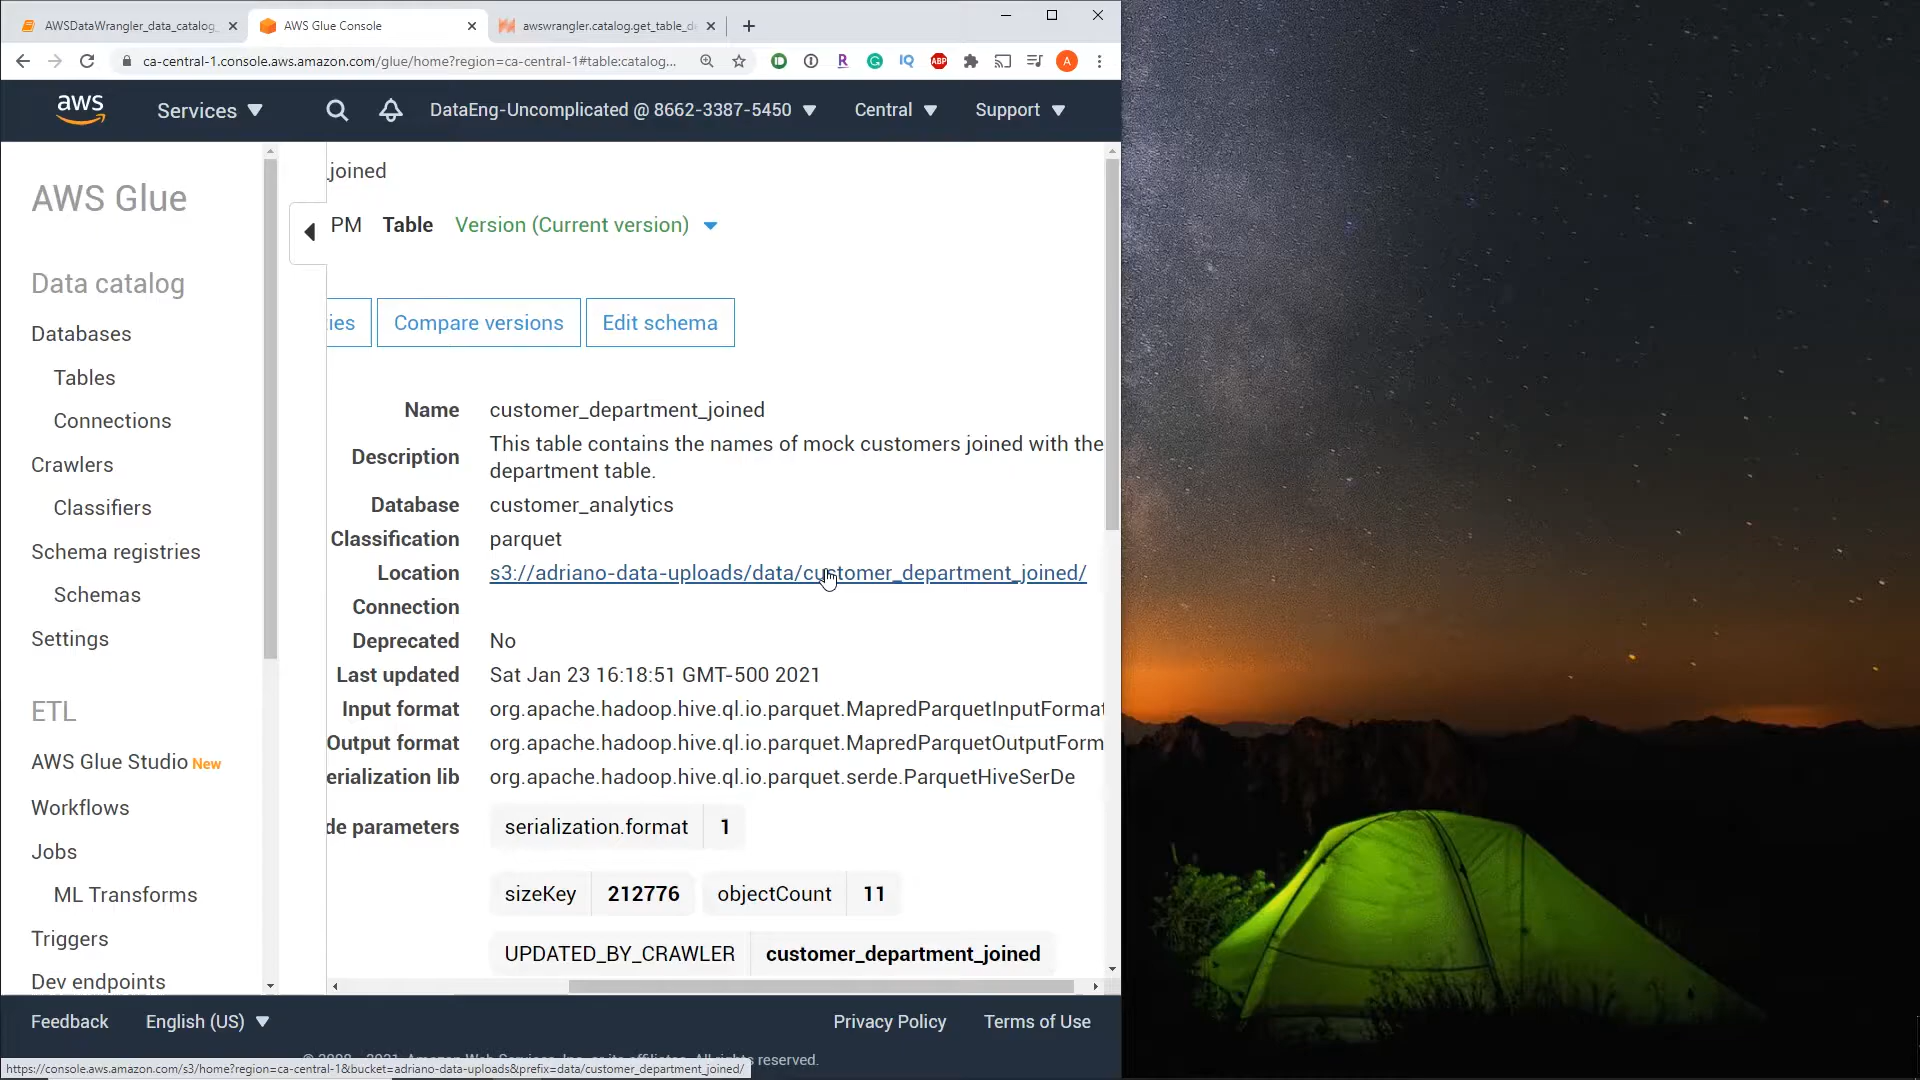 AWSDataWrangler_data_catalog_
AWS Glue Console
awswrangler.catalog.get_table_d
ca-central-1.console.aws.amazon.com/glue/home?region=ca-central-1#table:catalog...
ABP
A
aws
Services
DataEng-Uncomplicated @ 8662-3387-5450
Central
Support
AWS Glue
Data catalog
Databases
Tables
Connections
Crawlers
Classifiers
Schema registries
Schemas
Settings
ETL
AWS Glue Studio New
Workflows
Jobs
ML Transforms
Triggers
Dev endpoints
_joined
PM Table Version (Current version)
ies
Compare versions
Edit schema
Name customer_department_joined
Description This table contains the names of mock customers joined with the
department table.
Database customer_analytics
Classification parquet
Location s3://adriano-data-uploads/data/customer_department_joined/
Connection
Deprecated No
Last updated Sat Jan 23 16:18:51 GMT-500 2021
Input format org.apache.hadoop.hive.ql.io.parquet.MapredParquetInputFormat
Output format org.apache.hadoop.hive.ql.io.parquet.MapredParquetOutputForm
erialization lib org.apache.hadoop.hive.ql.io.parquet.serde.ParquetHiveSerDe
de parameters serialization.format 1
sizeKey 212776 objectCount 11
UPDATED_BY_CRAWLER customer_department_joined
Feedback
English (US)
Privacy Policy
Terms of Use
reserved.
https://console.aws.amazon.com/s3/home?region=ca-central-1&bucket=adriano-data-uploads&prefix=data/customer_department_joined/